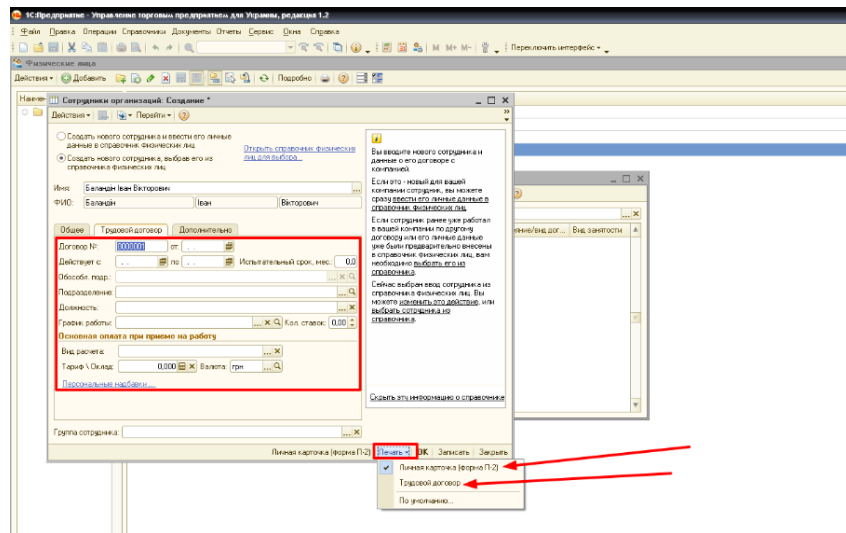 1С:Предприятие - Управление торговым предприятием для Украины, редакция 1.2
Файл Правка Операции Справочники Документы Отчеты Сервис Окна Справка
M M+ M- Переключить интерфейс
Физические лица
Действия Добавить Подробно
Сотрудники организаций: Создание *
Действия Перейти
Создать нового сотрудника и ввести его личные
данные в справочник физических лиц
Создать нового сотрудника, выбрав его из
справочника физических лиц
Открыть справочник физических
лиц для выбора...
Имя: Баландін Іван Вікторович ...
ФИО: Баландін Іван Вікторович
Общее Трудовой договор Дополнительно
Договор №: 0000001 от: . .
Действует с: . . по . . Испытательный срок, мес.: 0,0
Обособл. подр.: ... X
Подразделение: ...
Должность: ... X
График работы: ... X Кол. ставок: 0,00
Основная оплата при приеме на работу
Вид расчета: ... X
Тариф \ Оклад: 0,000 X Валюта: грн ...
Персональные надбавки...
Группа сотрудника: ... X
Вы вводите нового сотрудника и
данные о его договоре с
компанией.
Если это - новый для вашей
компании сотрудник, вы можете
сразу ввести его личные данные в
справочник физических лиц.
Если сотрудник ранее уже работал
в вашей компании по другому
договору или его личные данные
уже были предварительно внесены
в справочник физических лиц, вам
необходимо выбрать его из
справочника.
Сейчас выбран ввод сотрудника из
справочника физических лиц. Вы
можете изменить это действие, или
выбрать сотрудника из
справочника.
Скрыть эту информацию о справочнике
... X
вид дог... Вид занятости
Личная карточка (форма П-2) Печать OK Записать Закрыть
Личная карточка (форма П-2)
Трудовой договор
По умолчанию...